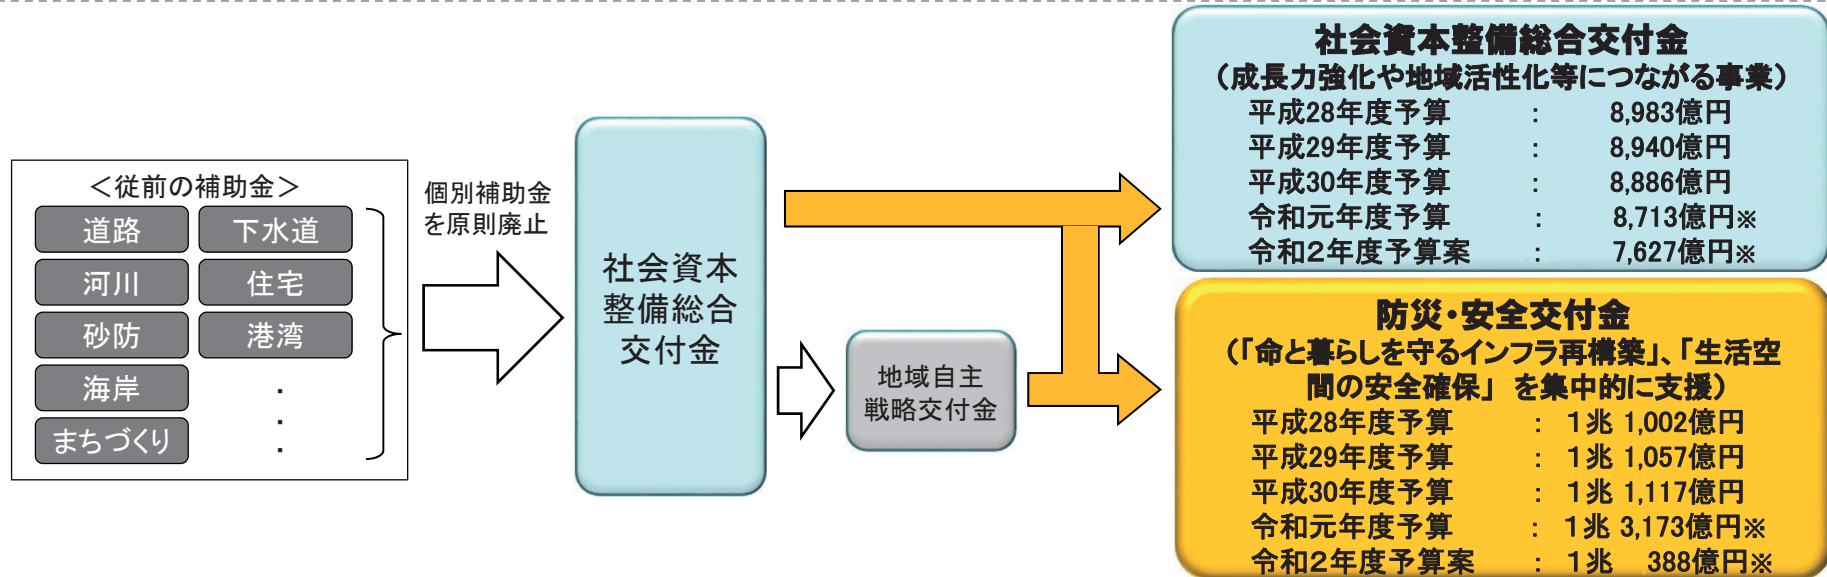 ＜従前の補助金＞
道路
下水道
河川
住宅
砂防
港湾
海岸
まちづくり
・
・
・
個別補助金
を原則廃止
社会資本
整備総合
交付金
地域自主
戦略交付金
社会資本整備総合交付金
（成長力強化や地域活性化等につながる事業）
平成28年度予算　：　8,983億円
平成29年度予算　：　8,940億円
平成30年度予算　：　8,886億円
令和元年度予算　：　8,713億円※
令和２年度予算案　：　7,627億円※
防災・安全交付金
（「命と暮らしを守るインフラ再構築」、「生活空
間の安全確保」 を集中的に支援）
平成28年度予算　：　１兆 1,002億円
平成29年度予算　：　１兆 1,057億円
平成30年度予算　：　１兆 1,117億円
令和元年度予算　：　１兆 3,173億円※
令和２年度予算案　：　１兆　388億円※